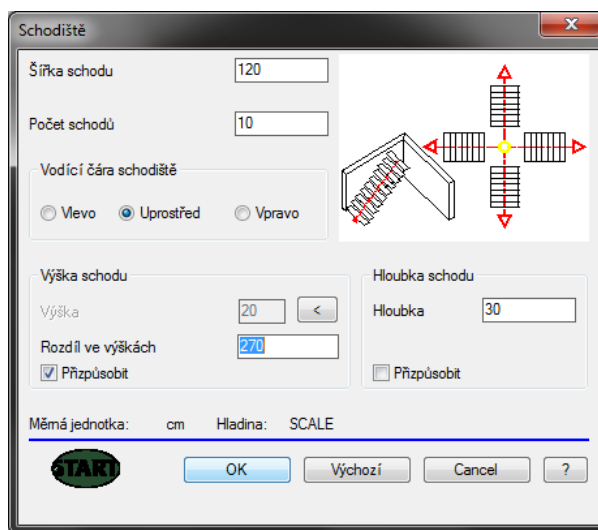 Schodiště
Šířka schodu 120
Počet schodů 10
Vodící čára schodiště
Vlevo Uprostřed Vpravo
Výška schodu
Výška 20 <
Rozdíl ve výškách 270
Přizpůsobit
Hloubka schodu
Hloubka 30
Přizpůsobit
Měrná jednotka: cm Hladina: SCALE
START OK Výchozí Cancel ?